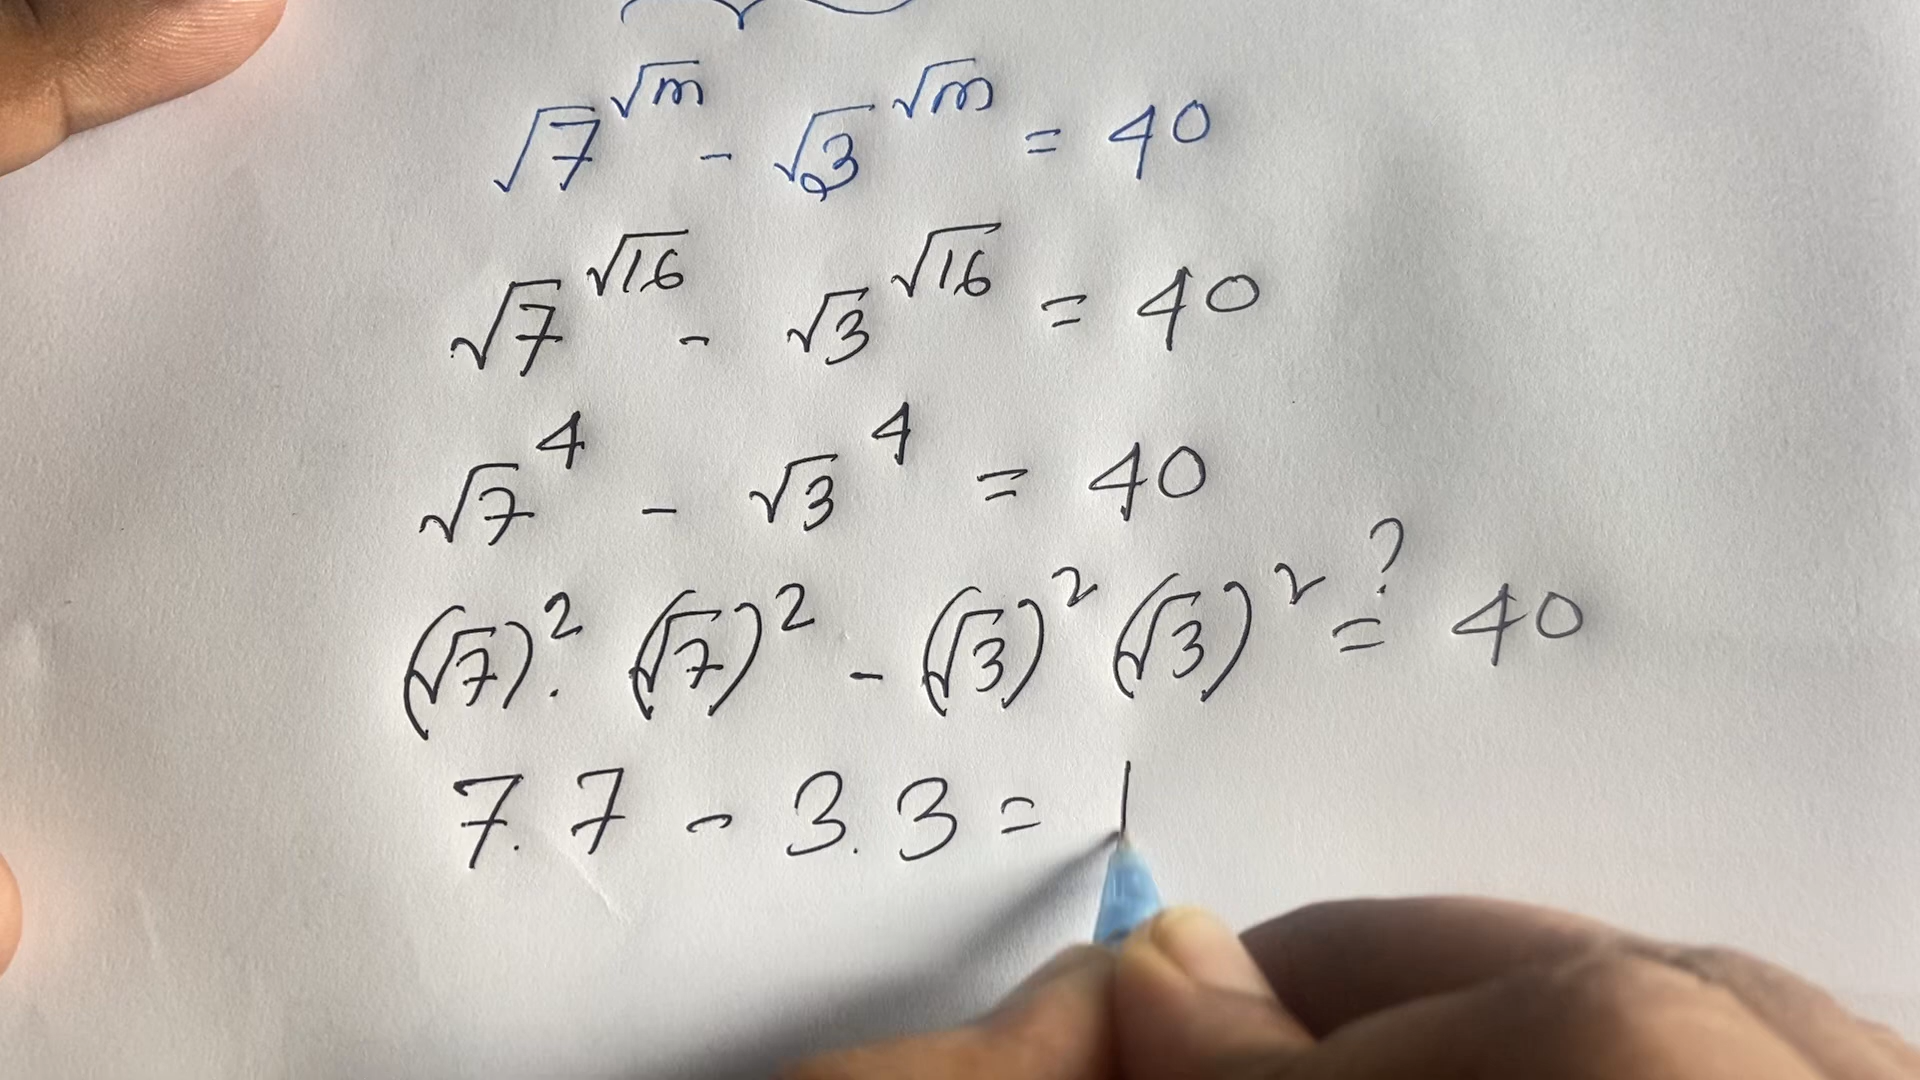 √7^√m - √3^√m = 40
√7^√16 - √3^√16 = 40
√7^4 - √3^4 = 40
(√7)^2 . (√7)^2 - (√3)^2 (√3)^2 =? 40
7.7 - 3.3 =